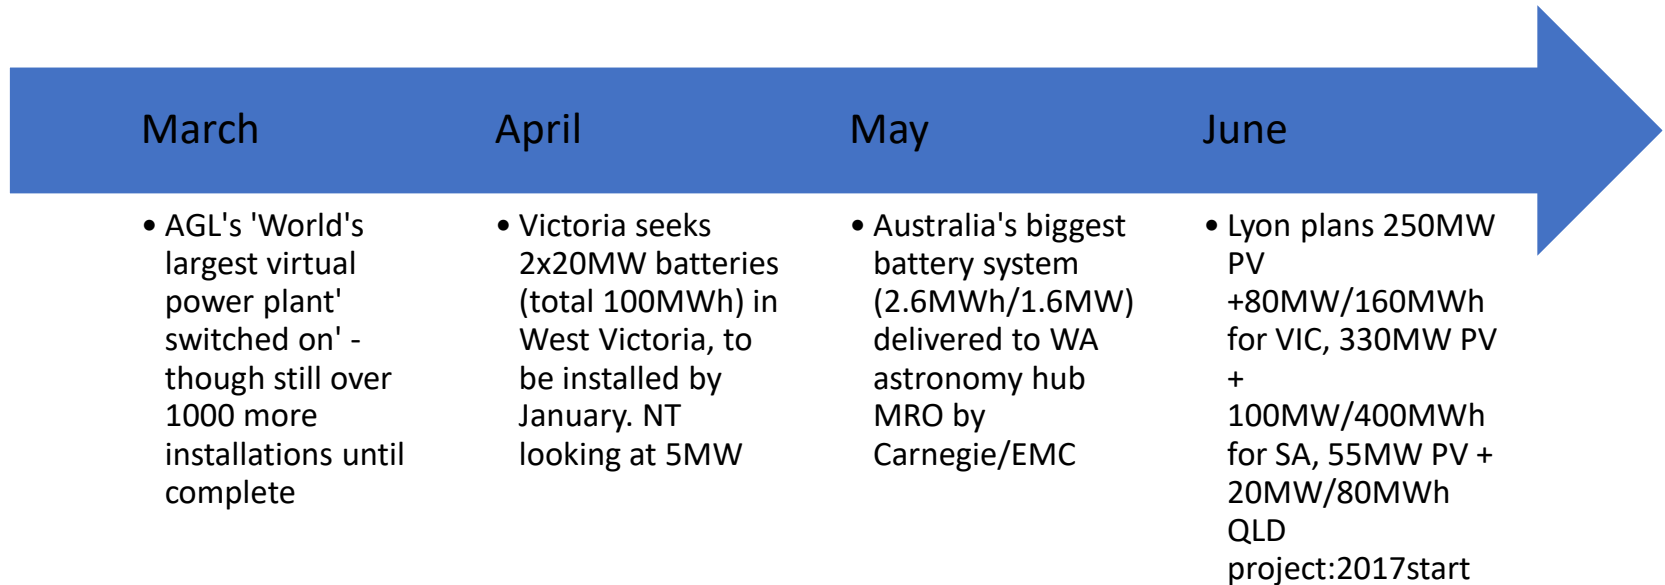 March
• AGL's 'World's
largest virtual
power plant'
switched on' -
though still over
1000 more
installations until
complete
April
• Victoria seeks
2x20MW batteries
(total 100MWh) in
West Victoria, to
be installed by
January. NT
looking at 5MW
May
• Australia's biggest
battery system
(2.6MWh/1.6MW)
delivered to WA
astronomy hub
MRO by
Carnegie/EMC
June
• Lyon plans 250MW
PV
+80MW/160MWh
for VIC, 330MW PV
+
100MW/400MWh
for SA, 55MW PV +
20MW/80MWh
QLD
project:2017start